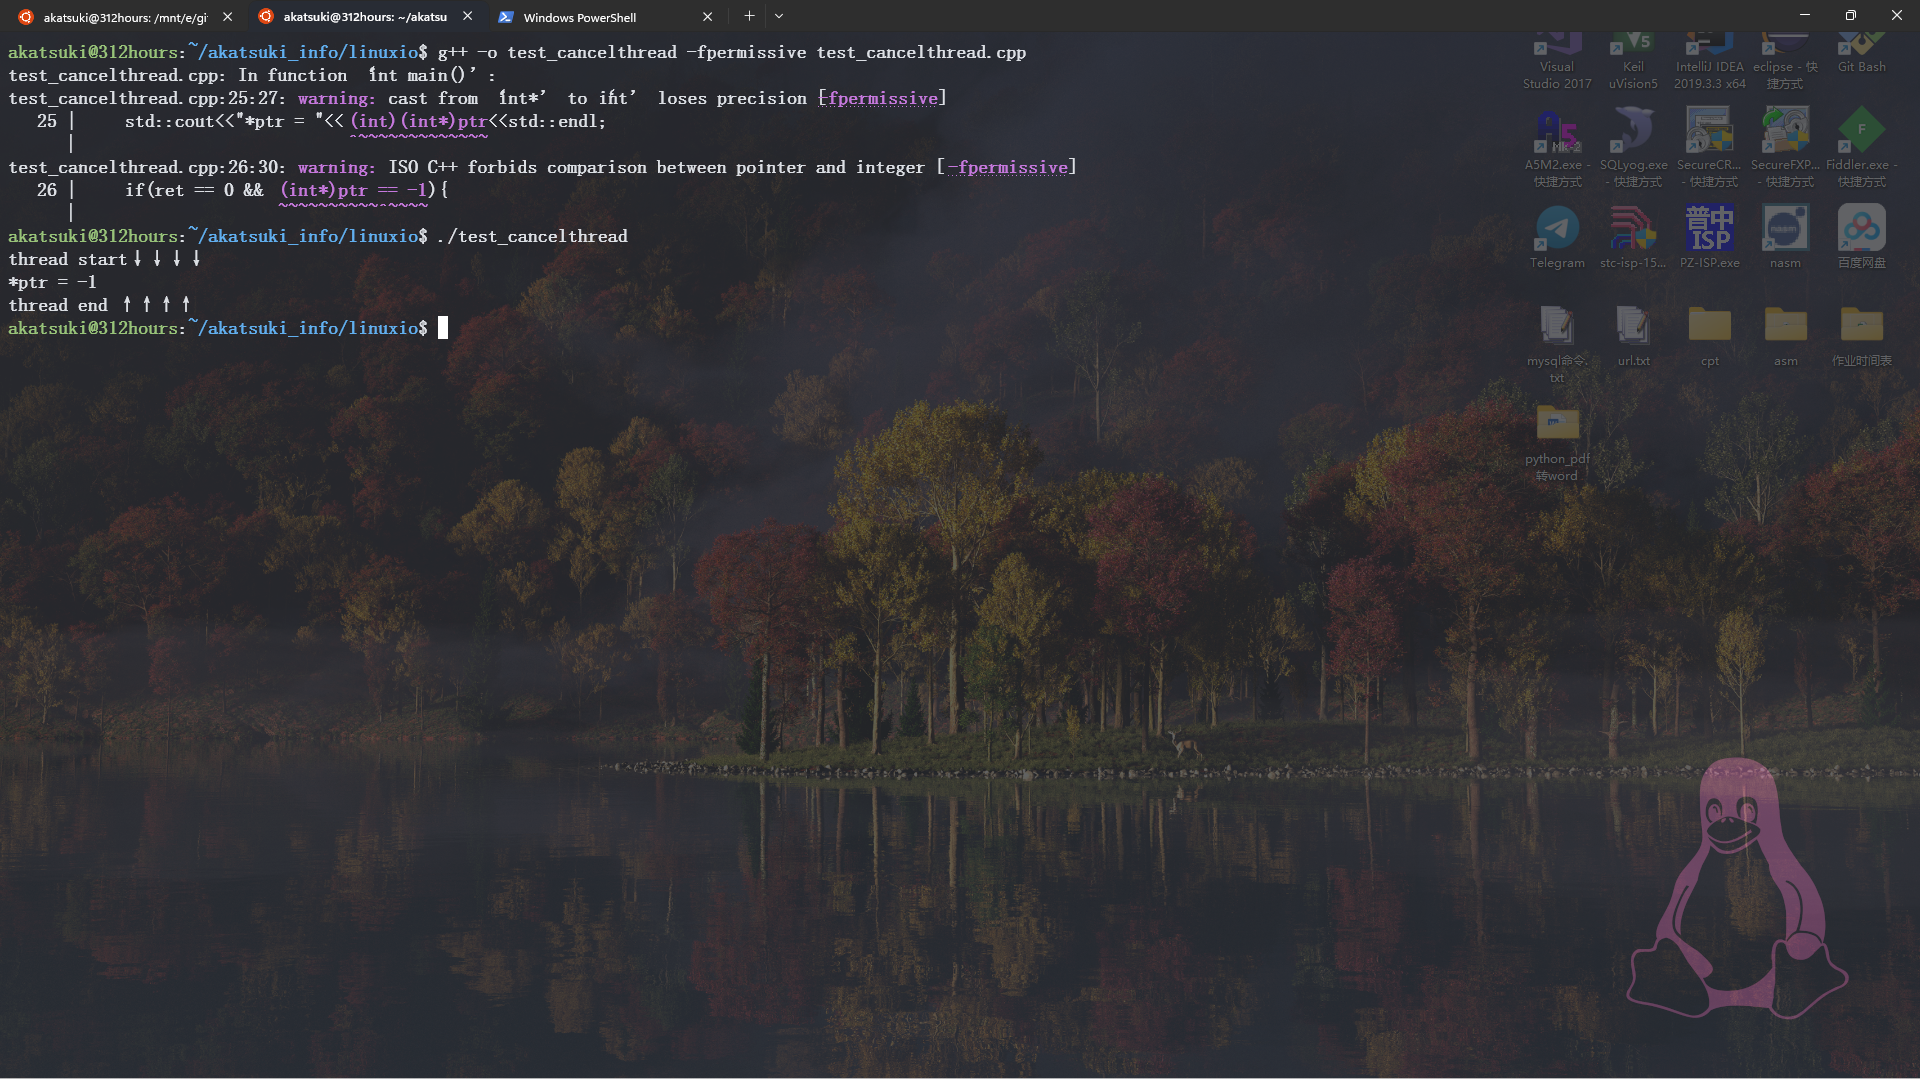 akatsuki@312hours: /mnt/e/gi
akatsuki@312hours: ~/akatsu
Windows PowerShell
akatsuki@312hours:~/akatsuki_info/linuxio$ g++ -o test_cancelthread -fpermissive test_cancelthread.cpp
test_cancelthread.cpp: In function ‘int main()’:
test_cancelthread.cpp:25:27: warning: cast from ‘int*’ to ‘int’ loses precision [-fpermissive]
25 | std::cout<<"*ptr = "<< (int)(int*)ptr<<std::endl;
| ^~~~~~~~~~~~~~
test_cancelthread.cpp:26:30: warning: ISO C++ forbids comparison between pointer and integer [-fpermissive]
26 | if(ret == 0 && (int*)ptr == -1){
| ~~~~~~~~~~^~~~~
akatsuki@312hours:~/akatsuki_info/linuxio$ ./test_cancelthread
thread start↓↓↓↓
*ptr = -1
thread end ↑↑↑↑
akatsuki@312hours:~/akatsuki_info/linuxio$
Visual Studio 2017
Keil uVision5
IntelliJ IDEA 2019.3.3 x64
eclipse - 快捷方式
Git Bash
A5M2.exe - 快捷方式
SQLyog.exe - 快捷方式
SecureCR... - 快捷方式
SecureFXP... - 快捷方式
Fiddler.exe - 快捷方式
Telegram
stc-isp-15...
普中 ISP
PZ-ISP.exe
nasm
百度网盘
mysql命令.txt
url.txt
cpt
asm
作业时间表
python_pdf转word